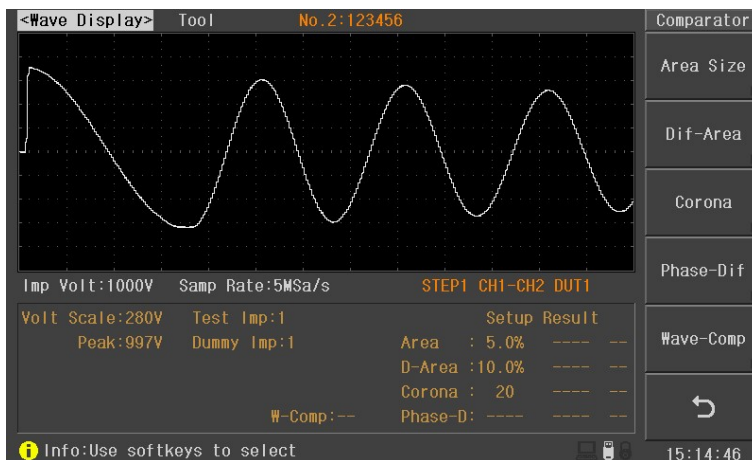 <Wave Display> Tool No.2:123456 Comparator
Area Size
Dif-Area
Corona
Phase-Dif
Wave-Comp
Imp Volt:1000V Samp Rate:5MSa/s STEP1 CH1-CH2 DUT1
Volt Scale:280V Test Imp:1 Setup Result
Peak:997V Dummy Imp:1 Area : 5.0% ---- --
D-Area :10.0% ---- --
Corona : 20 ---- --
W-Comp:-- Phase-D: ---- ---- --
Info:Use softkeys to select 15:14:46